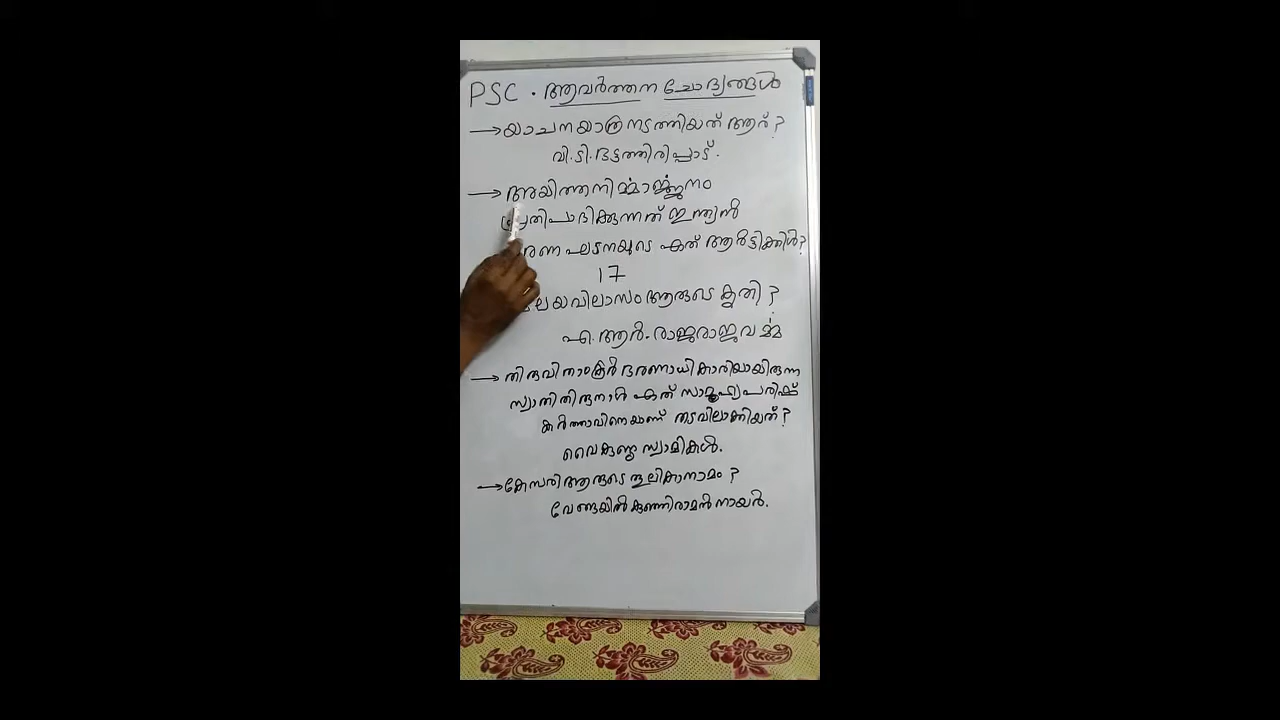 PSC . ആവർത്തന ചോദ്യങ്ങൾ
→ യാചനയാത്ര നടത്തിയത് ആര് ?
വി.ടി. ഭട്ടത്തിരിപ്പാട്.
→ അയിത്തനിർമ്മാർജ്ജനം
പ്രതിപാദിക്കുന്നത് ഇന്ത്യൻ
ഘടനയുടെ ഏത് ആർട്ടിക്കിൾ?
17
ആരുടെ കൃതി ?
എ.ആർ. രാജരാജവർമ്മ
→ തിരുവിതാംകൂർ ഭരണാധികാരിയായിരുന്ന
സ്വാതിതിരുനാൾ ഏത് സാമൂഹ്യപരിഷ്
കർത്താവിനെയാണ് തടവിലാക്കിയത് ?
വൈകുണ്ഠ സ്വാമികൾ.
→ കേസരി ആരുടെ തൂലികാനാമം ?
വേങ്ങയിൽ കുഞ്ഞിരാമൻ നായർ.